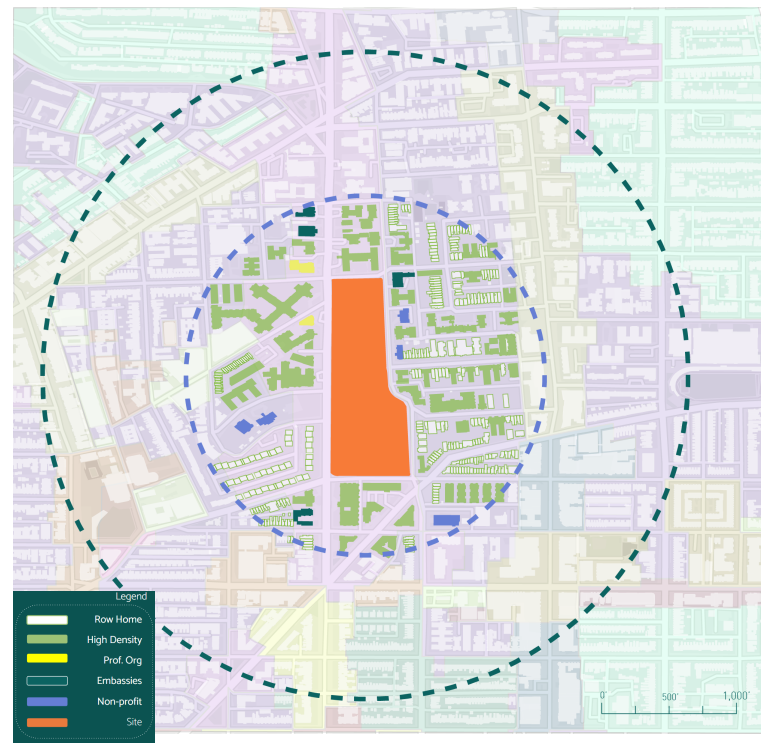 Legend
Row Home
High Density
Prof. Org
Embassies
Non-profit
Site
0' 500' 1,000'